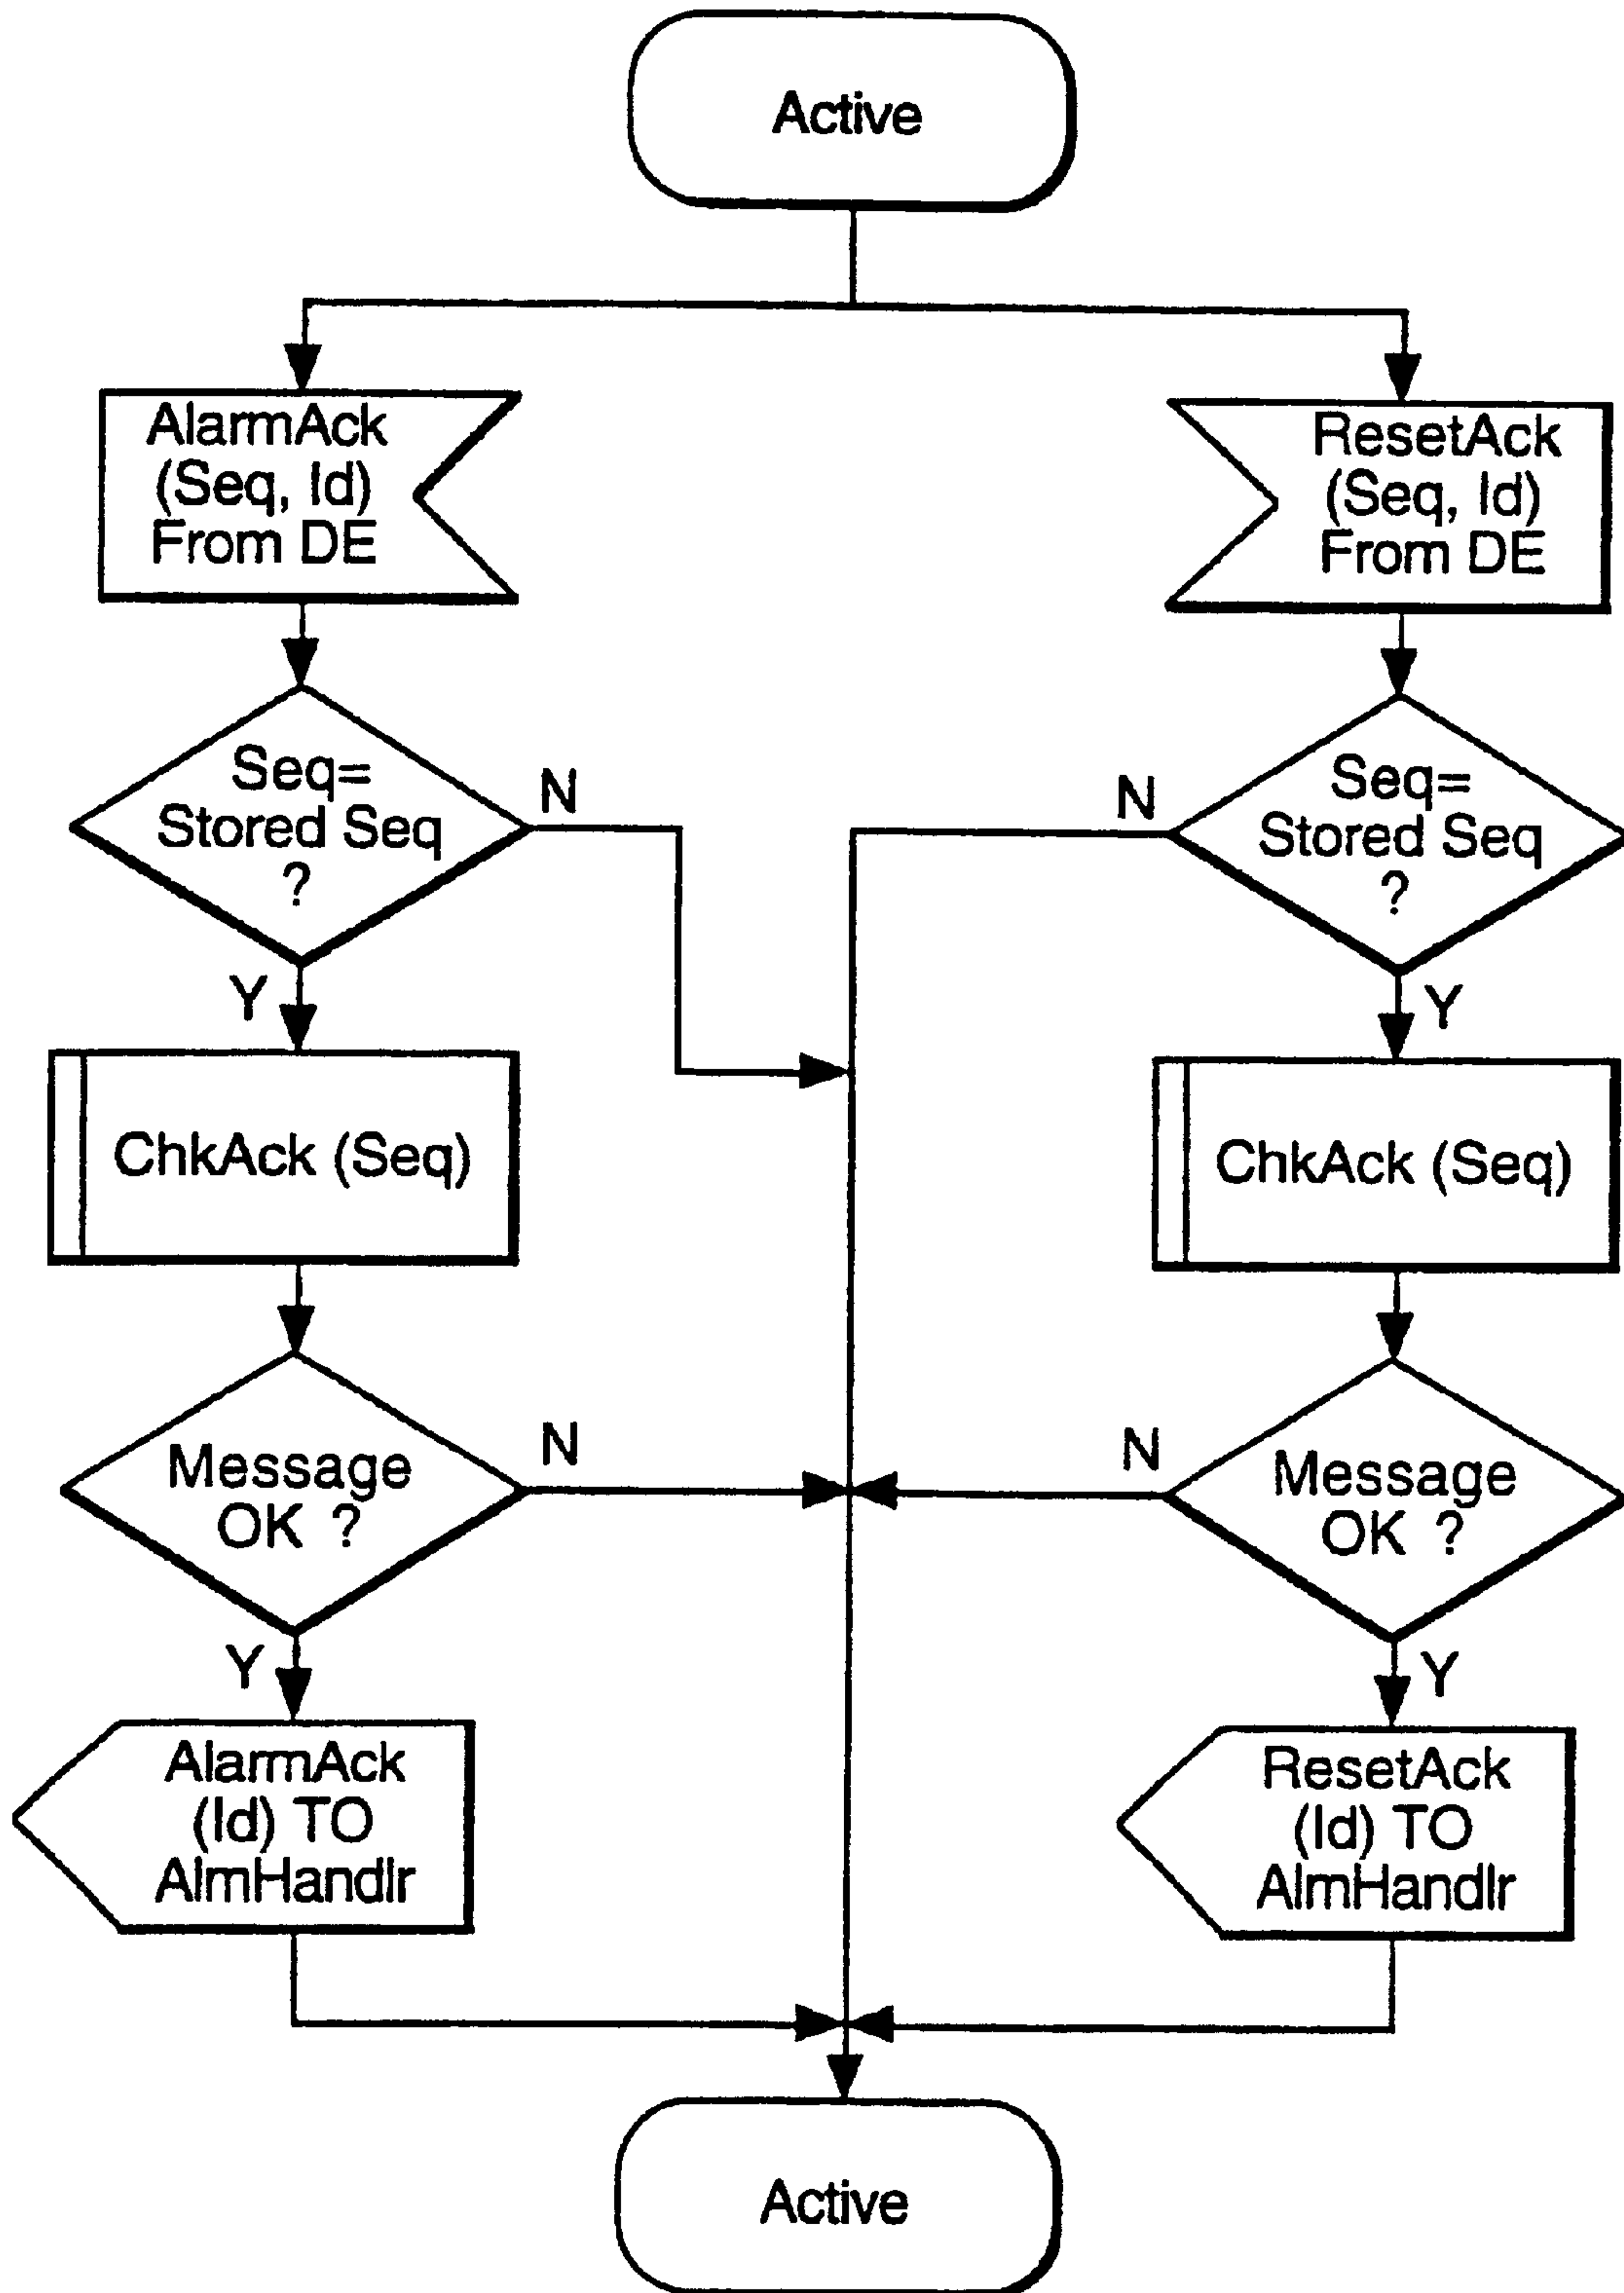 Active
AlarmAck
(Seq, Id)
From DE
ResetAck
(Seq, Id)
From DE
Seq=
Stored Seq
?
N
Y
N
Seq=
Stored Seq
?
Y
ChkAck (Seq)
ChkAck (Seq)
Message
OK ?
N
Y
N
Message
OK ?
Y
AlarmAck
(Id) TO
AlmHandlr
ResetAck
(Id) TO
AlmHandlr
Active